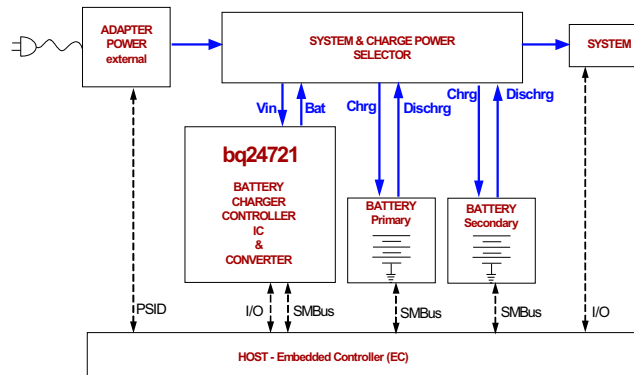 ADAPTER
POWER
external
SYSTEM & CHARGE POWER
SELECTOR
SYSTEM
Vin
Bat
Chrg
Dischrg
Chrg
Dischrg
bq24721
BATTERY
CHARGER
CONTROLLER
IC
&
CONVERTER
BATTERY
Primary
BATTERY
Secondary
PSID
I/O
SMBus
SMBus
SMBus
I/O
HOST - Embedded Controller (EC)